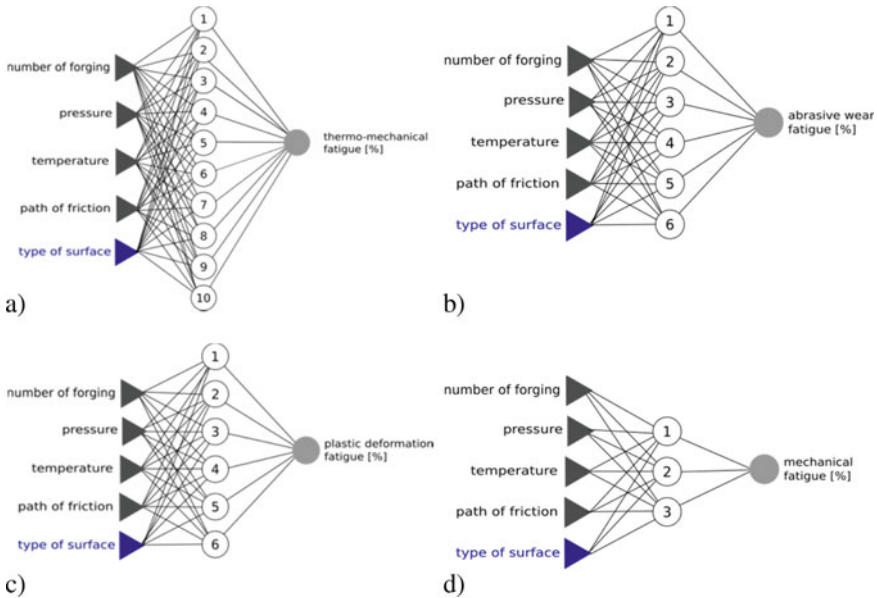 number of forging
pressure
temperature
path of friction
type of surface
1
2
3
4
5
6
7
8
9
10
thermo-mechanical
fatigue [%]
a)
number of forging
pressure
temperature
path of friction
type of surface
1
2
3
4
5
6
abrasive wear
fatigue [%]
b)
number of forging
pressure
temperature
path of friction
type of surface
1
2
3
4
5
6
plastic deformation
fatigue [%]
c)
number of forging
pressure
temperature
path of friction
type of surface
1
2
3
mechanical
fatigue [%]
d)